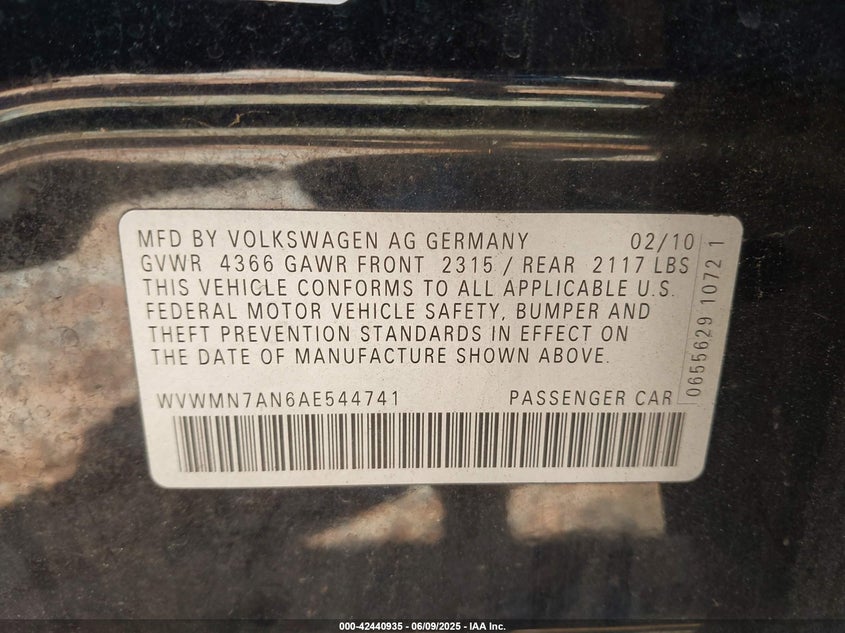 MFD BY VOLKSWAGEN AG GERMANY 02/10
GVWR 4366 GAWR FRONT 2315 / REAR 2117 LBS
THIS VEHICLE CONFORMS TO ALL APPLICABLE U.S.
FEDERAL MOTOR VEHICLE SAFETY, BUMPER AND
THEFT PREVENTION STANDARDS IN EFFECT ON
THE DATE OF MANUFACTURE SHOWN ABOVE.
WVWMN7AN6AE544741 PASSENGER CAR
0655629 10721
000-42440935 - 06/09/2025 - IAA Inc.